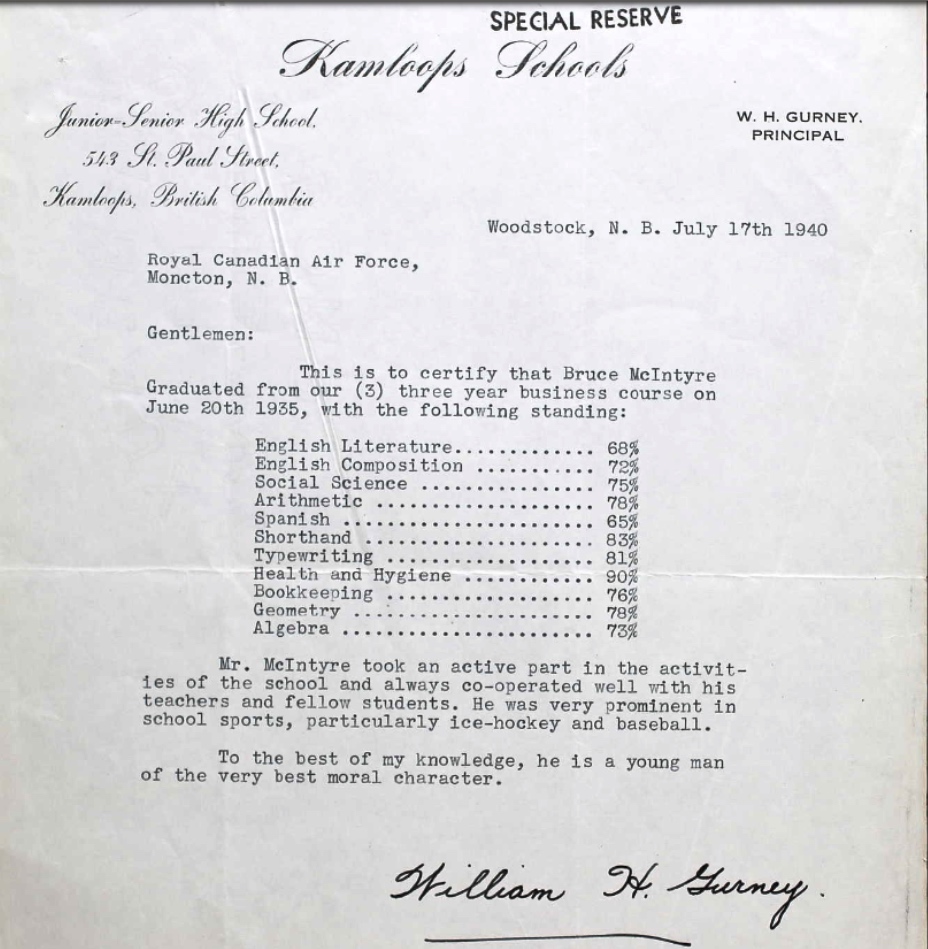 SPECIAL RESERVE
Kamloops Schools
Junior-Senior High School,
543 St. Paul Street,
Kamloops, British Columbia
W. H. GURNEY.
PRINCIPAL
Woodstock, N. B. July 17th 1940
Royal Canadian Air Force,
Moncton, N. B.
Gentlemen:
This is to certify that Bruce McIntyre
Graduated from our (3) three year business course on
June 20th 1935, with the following standing:
English Literature............. 68%
English Composition ........... 72%
Social Science ................ 75%
Arithmetic .................... 78%
Spanish ....................... 65%
Shorthand ...................... 83%
Typewriting ................... 81%
Health and Hygiene ............ 90%
Bookkeeping ................... 76%
Geometry ...................... 78%
Algebra ....................... 73%
Mr. McIntyre took an active part in the activit-
ies of the school and always co-operated well with his
teachers and fellow students. He was very prominent in
school sports, particularly ice-hockey and baseball.
To the best of my knowledge, he is a young man
of the very best moral character.
William H. Gurney.